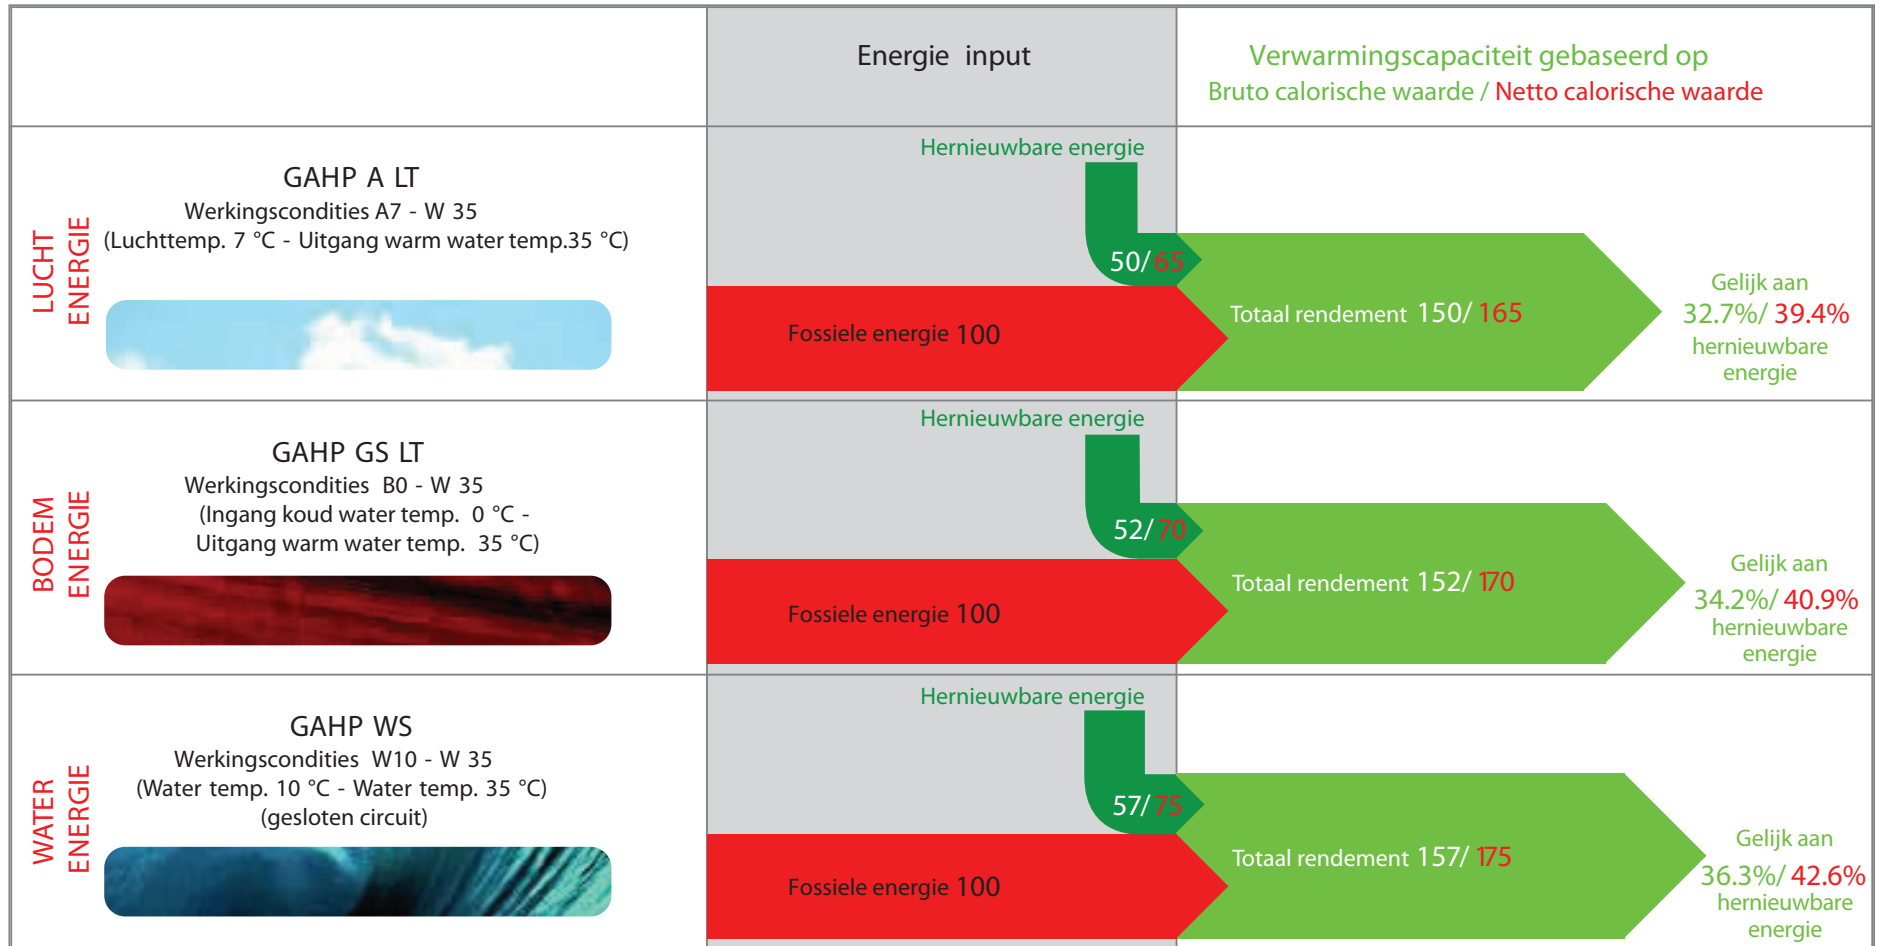 Energie input
Verwarmingscapaciteit gebaseerd op
Bruto calorische waarde / Netto calorische waarde
LUCHT
ENERGIE
GAHP A LT
Werkingscondities A7 - W 35
(Luchttemp. 7 °C - Uitgang warm water temp.35 °C)
Hernieuwbare energie
50/65
Fossiele energie 100
Totaal rendement 150/ 165
Gelijk aan
32.7%/ 39.4%
hernieuwbare
energie
BODEM
ENERGIE
GAHP GS LT
Werkingscondities B0 - W 35
(Ingang koud water temp. 0 °C -
Uitgang warm water temp. 35 °C)
Hernieuwbare energie
52/70
Fossiele energie 100
Totaal rendement 152/ 170
Gelijk aan
34.2%/ 40.9%
hernieuwbare
energie
WATER
ENERGIE
GAHP WS
Werkingscondities W10 - W 35
(Water temp. 10 °C - Water temp. 35 °C)
(gesloten circuit)
Hernieuwbare energie
57/75
Fossiele energie 100
Totaal rendement 157/ 175
Gelijk aan
36.3%/ 42.6%
hernieuwbare
energie